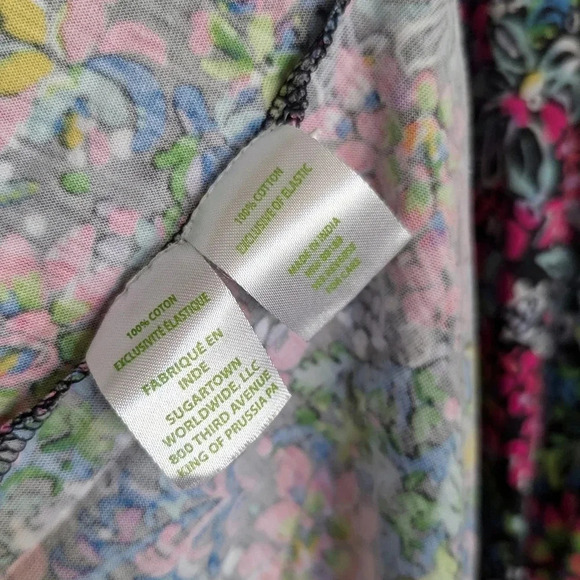 100% COTON
EXCLUSIVITÉ ÉLASTIQUE
FABRIQUÉ EN
INDE
SUGARTOWN
WORLDWIDE, LLC
800 THIRD AVENUE
KING OF PRUSSIA PA
100% COTTON
EXCLUSIVE OF ELASTIC
MADE IN INDIA